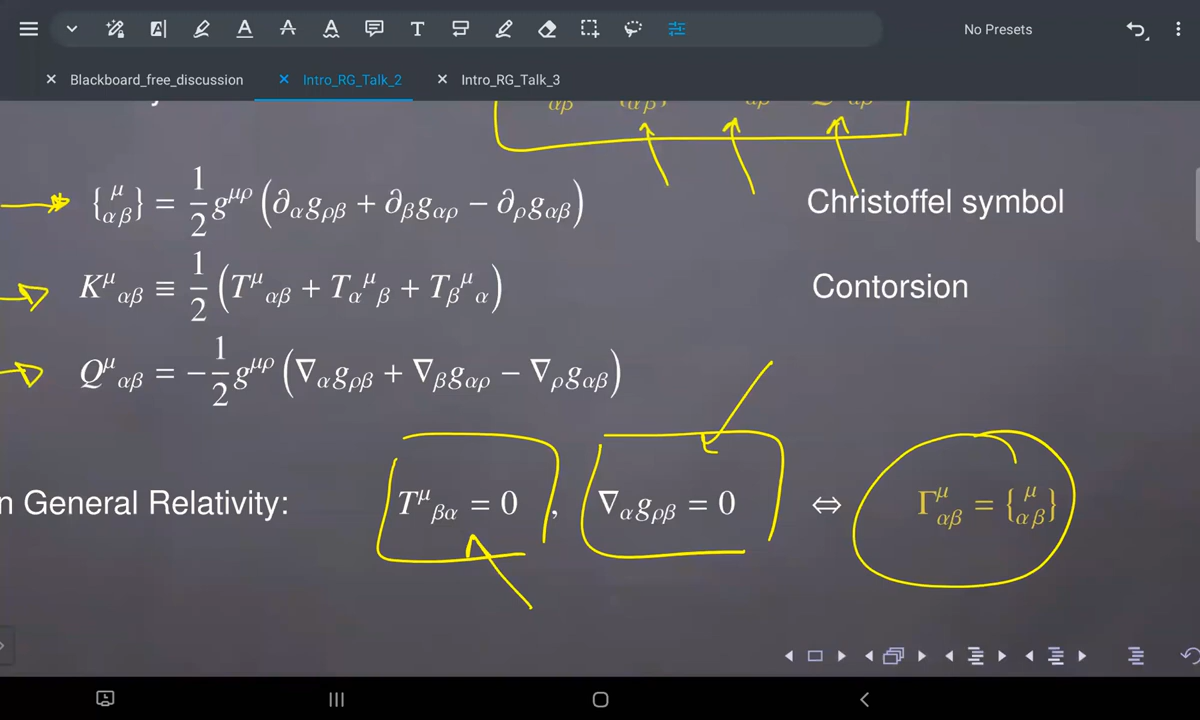 No Presets
Blackboard_free_discussion
Intro_RG_Talk_2
Intro_RG_Talk_3
{^μ_{αβ}} = 1/2 g^{μρ} (∂_α g_{ρβ} + ∂_β g_{αρ} − ∂_ρ g_{αβ}) Christoffel symbol
K^μ_{αβ} ≡ 1/2 (T^μ_{αβ} + T_α^μ_β + T_β^μ_α) Contorsion
Q^μ_{αβ} = −1/2 g^{μρ} (∇_α g_{ρβ} + ∇_β g_{αρ} − ∇_ρ g_{αβ})
n General Relativity: T^μ_{βα} = 0 , ∇_α g_{ρβ} = 0 ⇔ Γ^μ_{αβ} = {^μ_{αβ}}